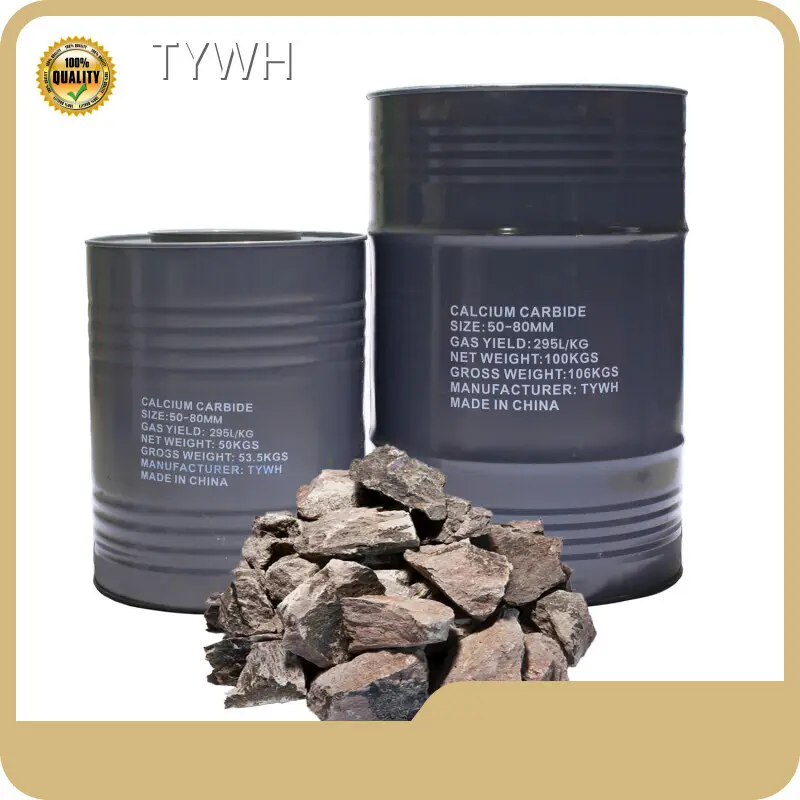 100%
QUALITY
TYWH
CALCIUM CARBIDE
SIZE:50-80MM
GAS YIELD: 295L/KG
NET WEIGHT: 50KGS
GROSS WEIGHT: 53.5KGS
MANUFACTURER: TYWH
MADE IN CHINA
CALCIUM CARBIDE
SIZE:50-80MM
GAS YIELD: 295L/KG
NET WEIGHT:100KGS
GROSS WEIGHT:106KGS
MANUFACTURER: TYWH
MADE IN CHINA